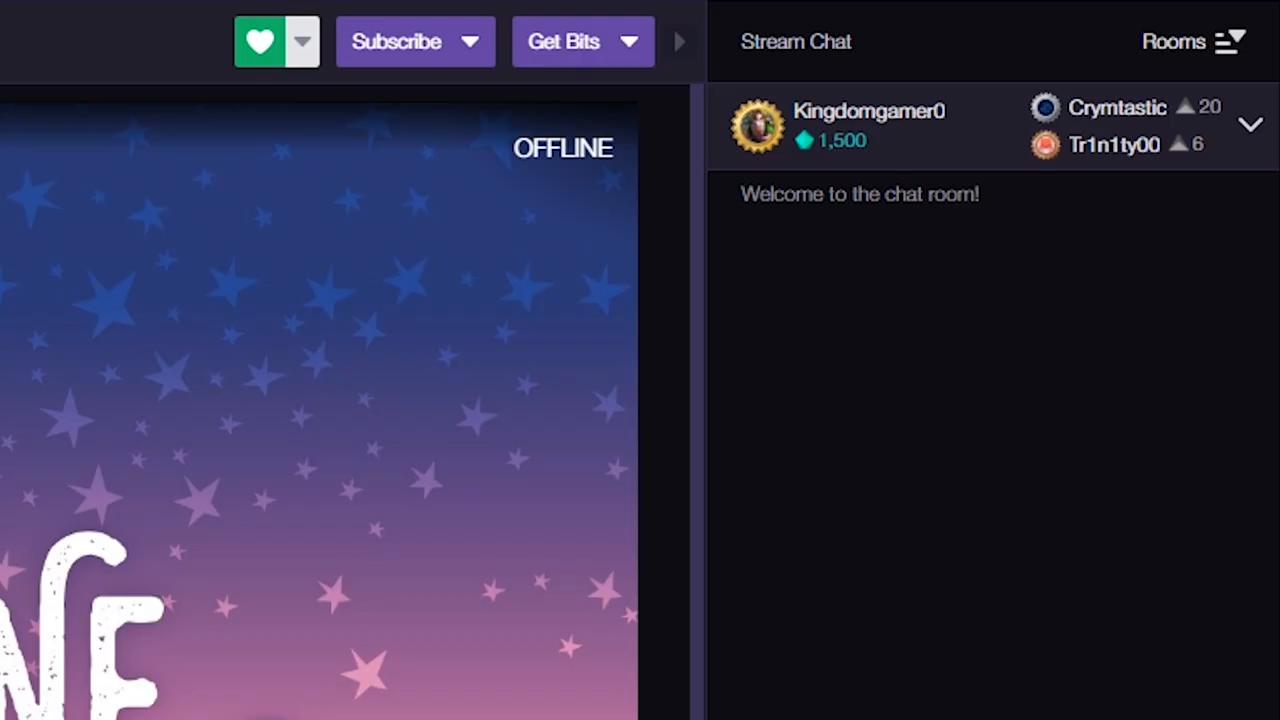 Subscribe
Get Bits
Stream Chat
Rooms
Kingdomgamer0
1,500
Crymtastic 20
Tr1n1ty00 6
Welcome to the chat room!
OFFLINE